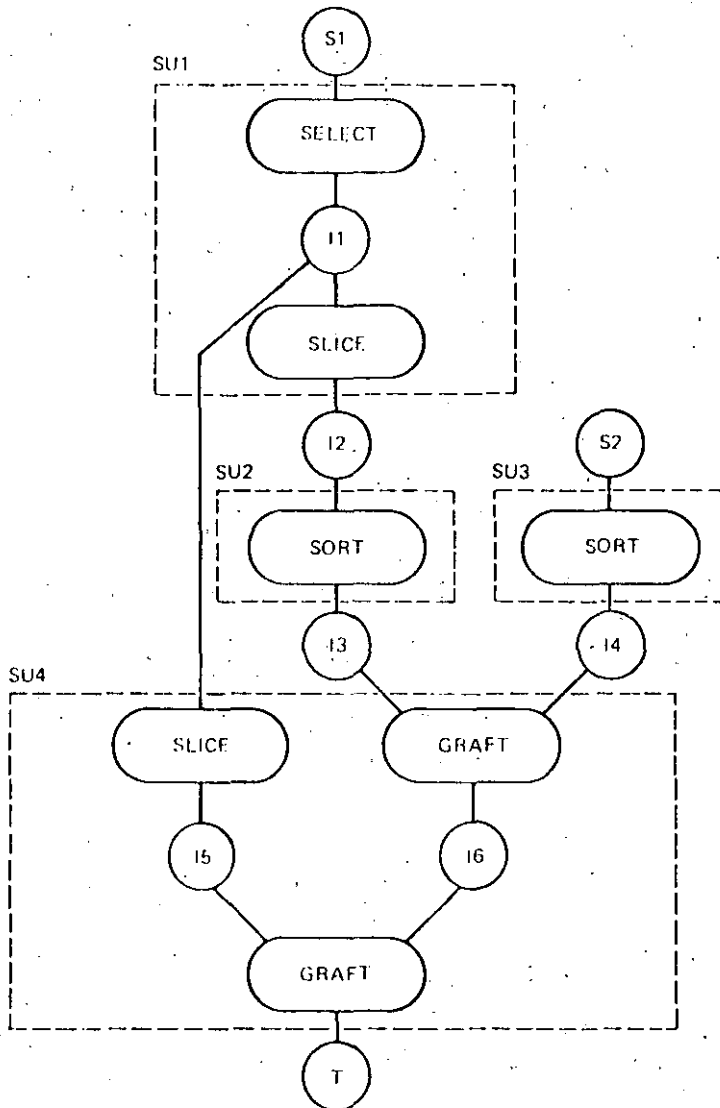 S1
SU1
SELECT
I1
SLICE
I2
S2
SU2
SU3
SORT
SORT
I3
I4
SU4
SLICE
GRAFT
I5
I6
GRAFT
T